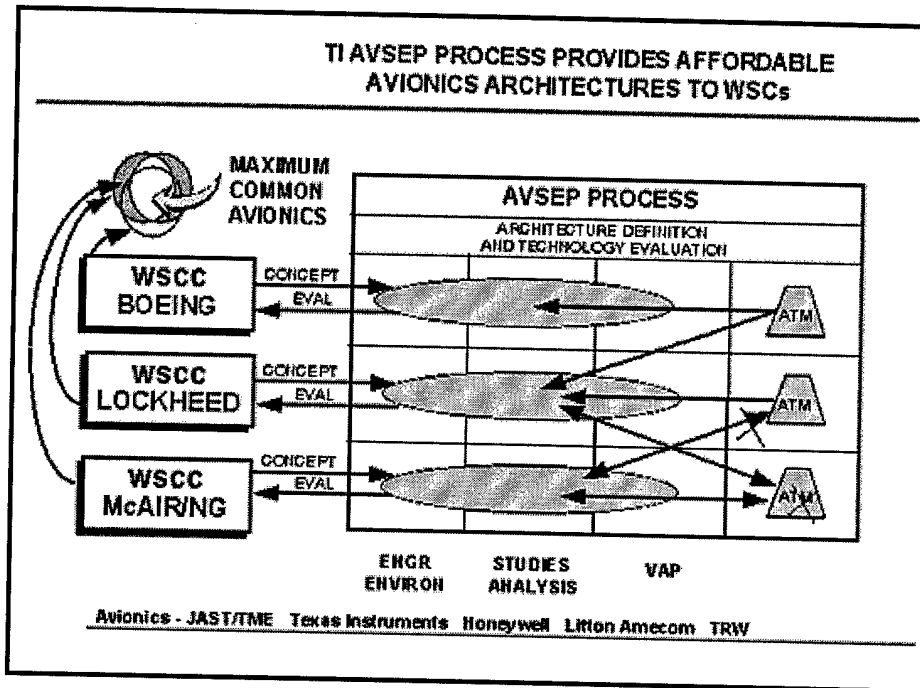 TI AVSEP PROCESS PROVIDES AFFORDABLE
AVIONICS ARCHITECTURES TO WSCs
MAXIMUM
COMMON
AVIONICS
AVSEP PROCESS
ARCHITECTURE DEFINITION
AND TECHNOLOGY EVALUATION
WSCC
BOEING
CONCEPT
EVAL
ATM
WSCC
LOCKHEED
CONCEPT
EVAL
ATM
WSCC
McAIR/NG
CONCEPT
EVAL
ATM
ENGR
ENVIRON
STUDIES
ANALYSIS
VAP
Avionics - JAST/TME Texas Instruments Honeywell Litton Amecom TRW